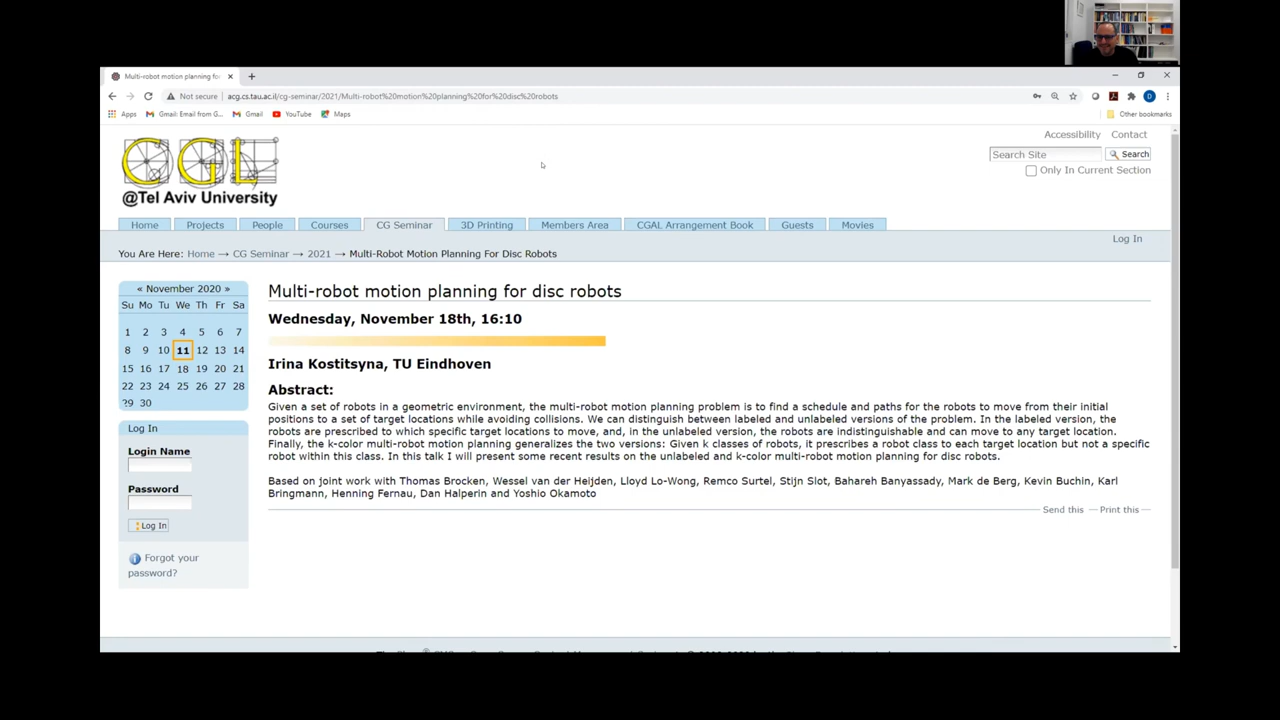 Multi-robot motion planning fo
Not secure acg.cs.tau.ac.il/cg-seminar/2021/Multi-robot%20motion%20planning%20for%20disc%20robots
Apps Gmail: Email from G... Gmail YouTube Maps Other bookmarks
Accessibility Contact
CGL
@Tel Aviv University
Search Site Search
Only In Current Section
Home Projects People Courses CG Seminar 3D Printing Members Area CGAL Arrangement Book Guests Movies
Log In
You Are Here: Home → CG Seminar → 2021 → Multi-Robot Motion Planning For Disc Robots
« November 2020 »
Su Mo Tu We Th Fr Sa
1 2 3 4 5 6 7
8 9 10 11 12 13 14
15 16 17 18 19 20 21
22 23 24 25 26 27 28
29 30
Log In
Login Name
Password
Log In
Forgot your
password?
Multi-robot motion planning for disc robots
Wednesday, November 18th, 16:10
Irina Kostitsyna, TU Eindhoven
Abstract:
Given a set of robots in a geometric environment, the multi-robot motion planning problem is to find a schedule and paths for the robots to move from their initial
positions to a set of target locations while avoiding collisions. We can distinguish between labeled and unlabeled versions of the problem. In the labeled version, the
robots are prescribed to which specific target locations to move, and, in the unlabeled version, the robots are indistinguishable and can move to any target location.
Finally, the k-color multi-robot motion planning generalizes the two versions: Given k classes of robots, it prescribes a robot class to each target location but not a specific
robot within this class. In this talk I will present some recent results on the unlabeled and k-color multi-robot motion planning for disc robots.
Based on joint work with Thomas Brocken, Wessel van der Heijden, Lloyd Lo-Wong, Remco Surtel, Stijn Slot, Bahareh Banyassady, Mark de Berg, Kevin Buchin, Karl
Bringmann, Henning Fernau, Dan Halperin and Yoshio Okamoto
Send this — Print this —